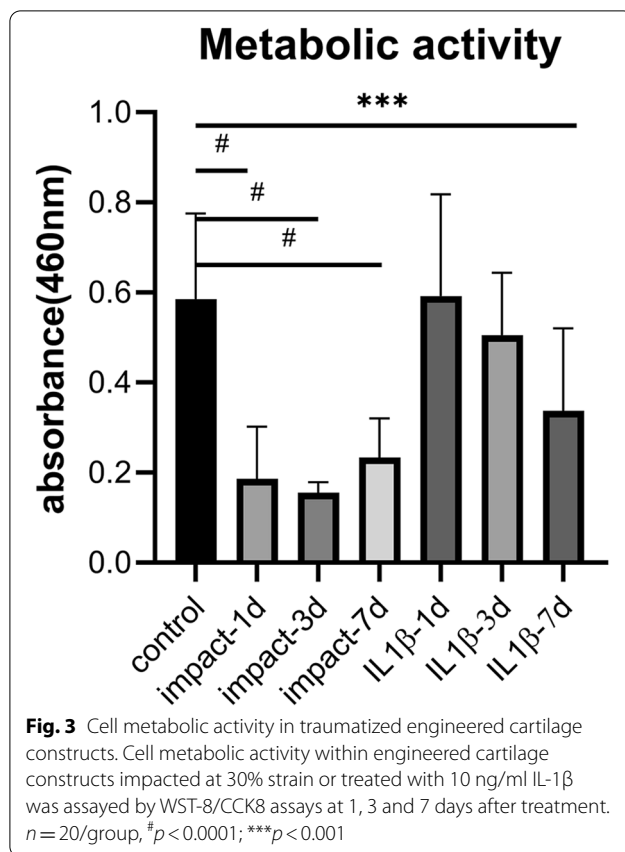 Metabolic activity
absorbance(460nm)
1.0
0.8
0.6
0.4
0.2
0.0
***
#
#
#
control
impact-1d
impact-3d
impact-7d
IL1β-1d
IL1β-3d
IL1β-7d
Fig. 3 Cell metabolic activity in traumatized engineered cartilage
constructs. Cell metabolic activity within engineered cartilage
constructs impacted at 30% strain or treated with 10 ng/ml IL-1β
was assayed by WST-8/CCK8 assays at 1, 3 and 7 days after treatment.
n = 20/group, #p < 0.0001; ***p < 0.001